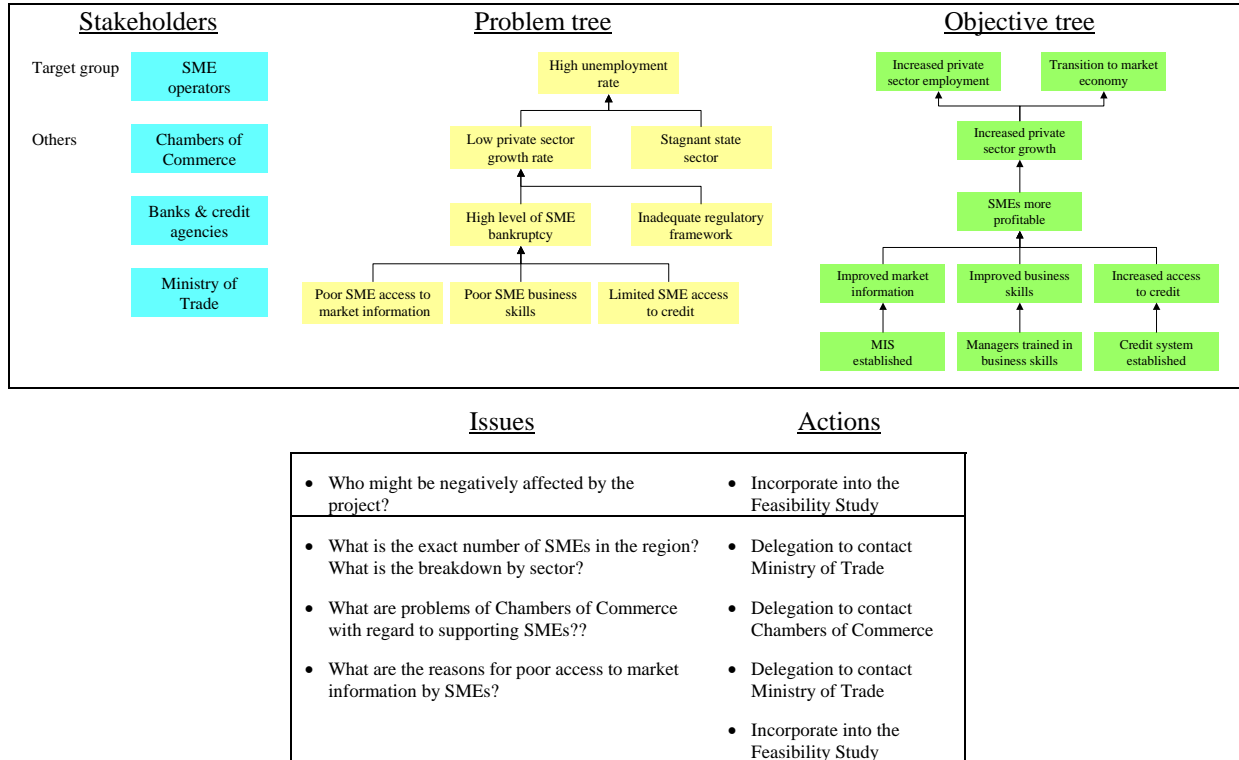 Stakeholders
Problem tree
Objective tree
Target group
SME
operators
Others
Chambers of
Commerce
Banks & credit
agencies
Ministry of
Trade
High unemployment
rate
Low private sector
growth rate
Stagnant state
sector
High level of SME
bankruptcy
Inadequate regulatory
framework
Poor SME access to
market information
Poor SME business
skills
Limited SME access
to credit
Increased private
sector employment
Transition to market
economy
Increased private
sector growth
SMEs more
profitable
Improved market
information
Improved business
skills
Increased access
to credit
MIS
established
Managers trained in
business skills
Credit system
established
Issues
Actions
• Who might be negatively affected by the
project?
• Incorporate into the
Feasibility Study
• What is the exact number of SMEs in the region?
What is the breakdown by sector?
• Delegation to contact
Ministry of Trade
• What are problems of Chambers of Commerce
with regard to supporting SMEs??
• Delegation to contact
Chambers of Commerce
• What are the reasons for poor access to market
information by SMEs?
• Delegation to contact
Ministry of Trade
• Incorporate into the
Feasibility Study